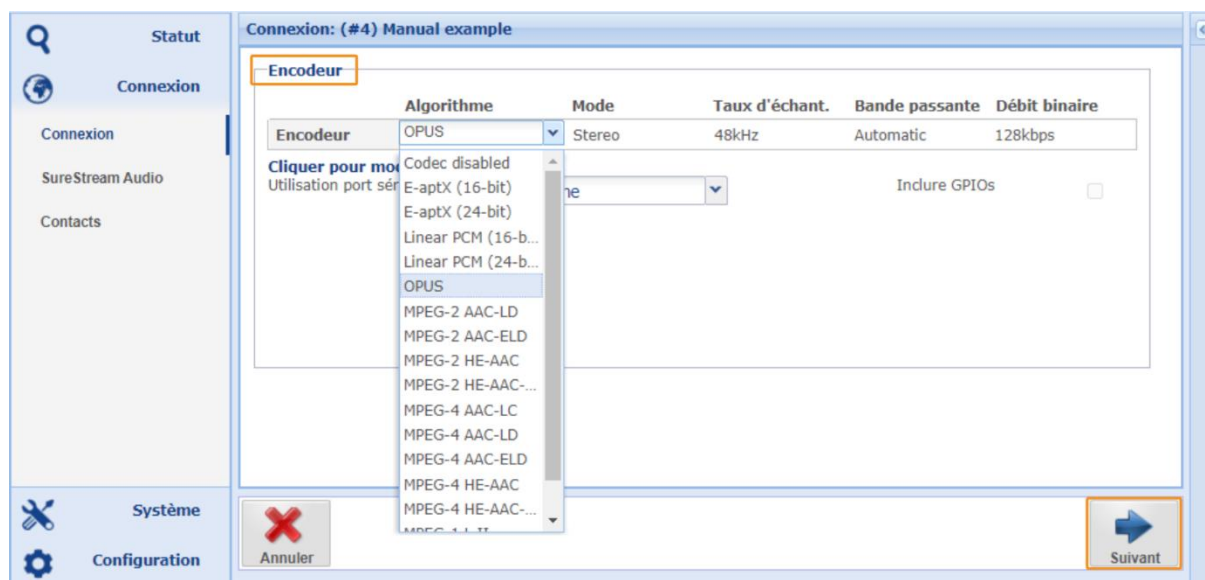 Statut
Connexion
Connexion
SureStream Audio
Contacts
Système
Configuration
Connexion: (#4) Manual example
Encodeur
Algorithme Mode Taux d'échant. Bande passante Débit binaire
Encodeur OPUS Stereo 48kHz Automatic 128kbps
Cliquer pour
Utilisation port Inclure GPIOs
Codec disabled
E-aptX (16-bit)
E-aptX (24-bit)
Linear PCM (16-b...
Linear PCM (24-b...
OPUS
MPEG-2 AAC-LD
MPEG-2 AAC-ELD
MPEG-2 HE-AAC
MPEG-2 HE-AAC-...
MPEG-4 AAC-LC
MPEG-4 AAC-LD
MPEG-4 AAC-ELD
MPEG-4 HE-AAC
MPEG-4 HE-AAC-...
Annuler
Suivant